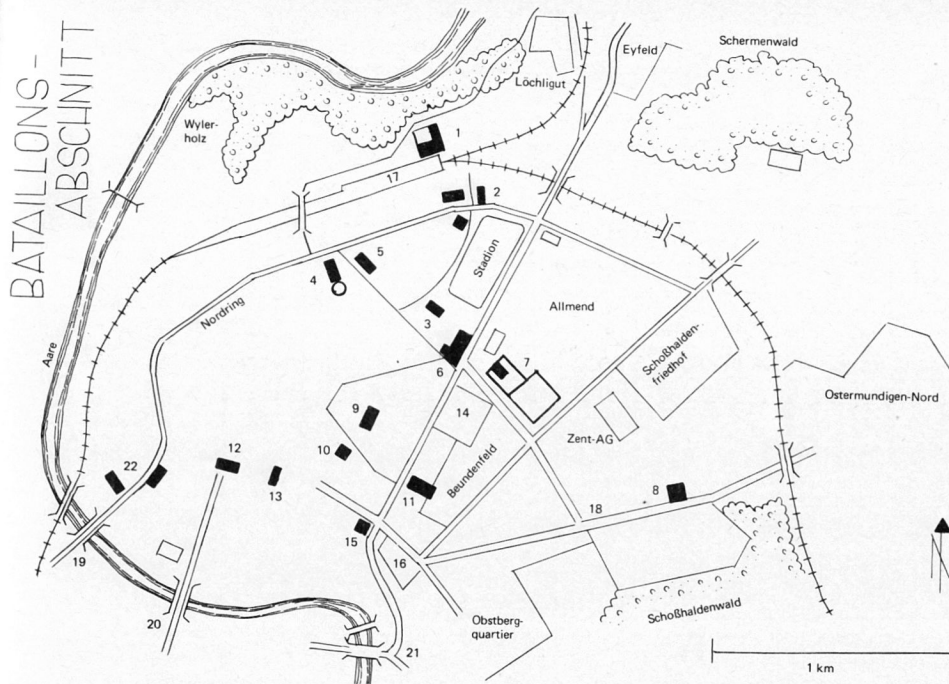 BATAILLONS-
ABSCHNITT
Eyfeld
Schermenwald
Löchligut
Wyler-
holz
1
17
2
Stadion
5
4
Allmend
Nordring
3
Aare
Schoßhalden-
friedhof
6
7
Ostermundigen-Nord
9
14
Zent-AG
10
12
22
13
Beundenfeld
11
8
18
15
16
19
Schoßhaldenwald
Obstberg-
quartier
20
21
1 km